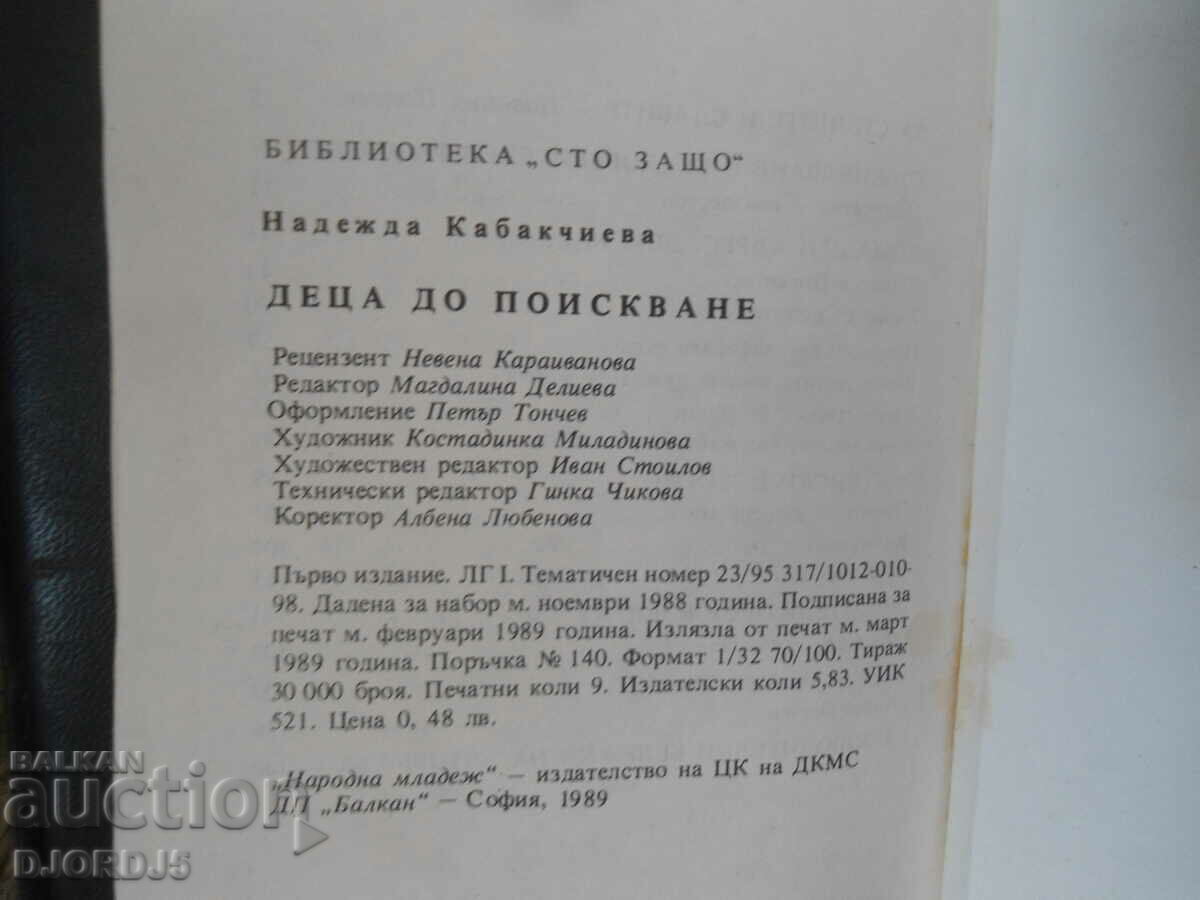 БИБЛИОТЕКА „СТО ЗАЩО“
Надежда Кабакчиева
ДЕЦА ДО ПОИСКВАНЕ
Рецензент Невена Караиванова
Редактор Магдалина Делиева
Оформление Петър Тончев
Художник Костадинка Миладинова
Художествен редактор Иван Стоилов
Технически редактор Гинка Чикова
Коректор Албена Любенова
Първо издание. ЛГ I. Тематичен номер 23/95 317/1012-010-
98. Далена за набор м. ноември 1988 година. Подписана за
печат м. февруари 1989 година. Излязла от печат м. март
1989 година. Поръчка № 140. Формат 1/32 70/100. Тираж
30 000 броя. Печатни коли 9. Издателски коли 5,83. УИК
521. Цена 0, 48 лв.
„Народна младеж“ – издателство на ЦК на ДКМС
ДП „Балкан“ – София, 1989
BALKAN
auction
DJORDJ5